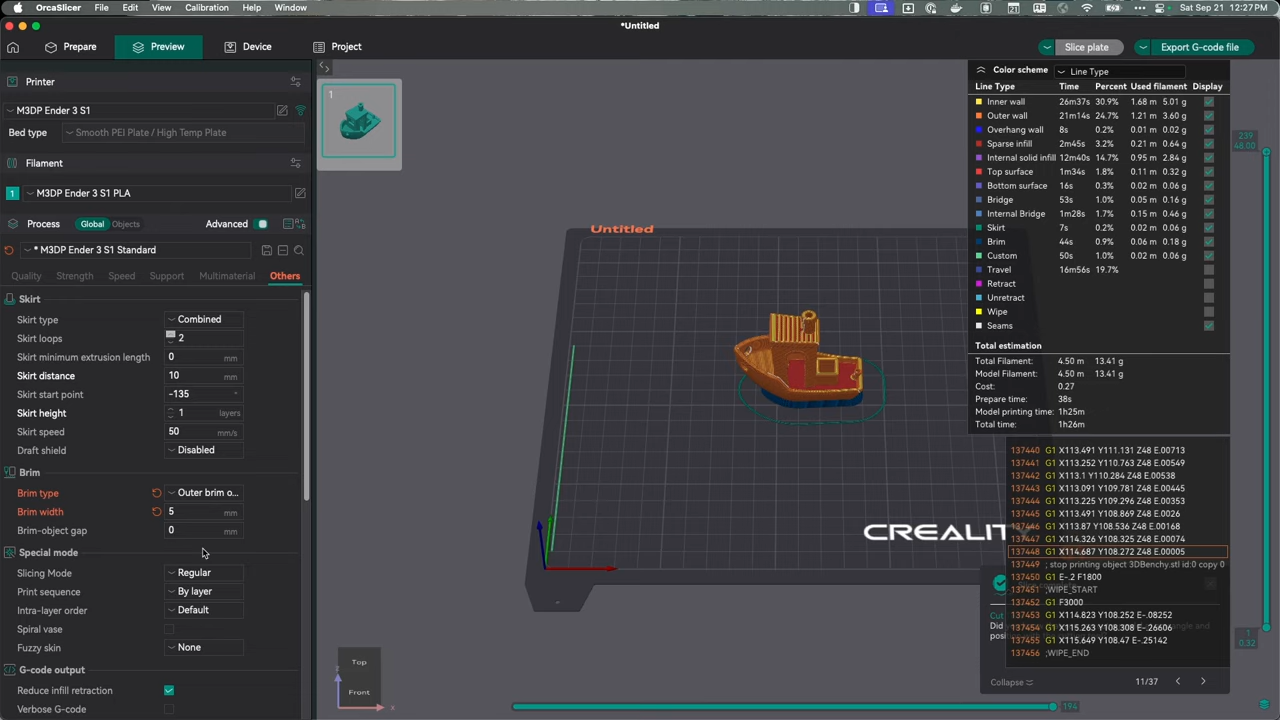 OrcaSlicer File Edit View Calibration Help Window Sat Sep 21 12:27 PM
*Untitled
Prepare Preview Device Project Slice plate Export G-code file
Printer
M3DP Ender 3 S1
Bed type Smooth PEI Plate / High Temp Plate
Filament
1 M3DP Ender 3 S1 PLA
Process Global Objects Advanced
* M3DP Ender 3 S1 Standard
Quality Strength Speed Support Multimaterial Others
Skirt
Skirt type Combined
Skirt loops 2
Skirt minimum extrusion length 0 mm
Skirt distance 10 mm
Skirt start point -135 °
Skirt height 1 layers
Skirt speed 50 mm/s
Draft shield Disabled
Brim
Brim type Outer brim o...
Brim width 5 mm
Brim-object gap 0 mm
Special mode
Slicing Mode Regular
Print sequence By layer
Intra-layer order Default
Spiral vase
Fuzzy skin None
G-code output
Reduce infill retraction
Verbose G-code
1
Untitled
CREALITY
Top
Front
z
x
194
Color scheme Line Type
Line Type Time Percent Used filament Display
Inner wall 26m37s 30.9% 1.68 m 5.01 g
Outer wall 21m14s 24.7% 1.21 m 3.60 g
Overhang wall 8s 0.2% 0.01 m 0.02 g
Sparse infill 2m45s 3.2% 0.21 m 0.64 g
Internal solid infill 12m40s 14.7% 0.95 m 2.84 g
Top surface 1m34s 1.8% 0.11 m 0.32 g
Bottom surface 16s 0.3% 0.02 m 0.06 g
Bridge 53s 1.0% 0.05 m 0.16 g
Internal Bridge 1m28s 1.7% 0.15 m 0.46 g
Skirt 7s 0.2% 0.02 m 0.06 g
Brim 44s 0.9% 0.06 m 0.18 g
Custom 50s 1.0% 0.02 m 0.06 g
Travel 16m56s 19.7%
Retract
Unretract
Wipe
Seams
Total estimation
Total Filament: 4.50 m 13.41 g
Model Filament: 4.50 m 13.41 g
Cost: 0.27
Prepare time: 38s
Model printing time: 1h25m
Total time: 1h26m
239
48.00
137440 G1 X113.491 Y111.131 Z48 E.00713
137441 G1 X113.252 Y110.763 Z48 E.00549
137442 G1 X113.1 Y110.284 Z48 E.00538
137443 G1 X113.091 Y109.781 Z48 E.00445
137444 G1 X113.225 Y109.296 Z48 E.00353
137445 G1 X113.491 Y108.869 Z48 E.0026
137446 G1 X113.87 Y108.536 Z48 E.00168
137447 G1 X114.326 Y108.325 Z48 E.00074
137448 G1 X114.687 Y108.272 Z48 E.00005
137449 ; stop printing object 3DBenchy.stl id:0 copy 0
137450 G1 E-.2 F1800
137451 ;WIPE_START
137452 G1 F3000
137453 G1 X114.823 Y108.252 E-.08252
137454 G1 X115.263 Y108.308 E-.26606
137455 G1 X115.649 Y108.47 E-.25142
137456 ;WIPE_END
1
0.32
Collapse 11/37